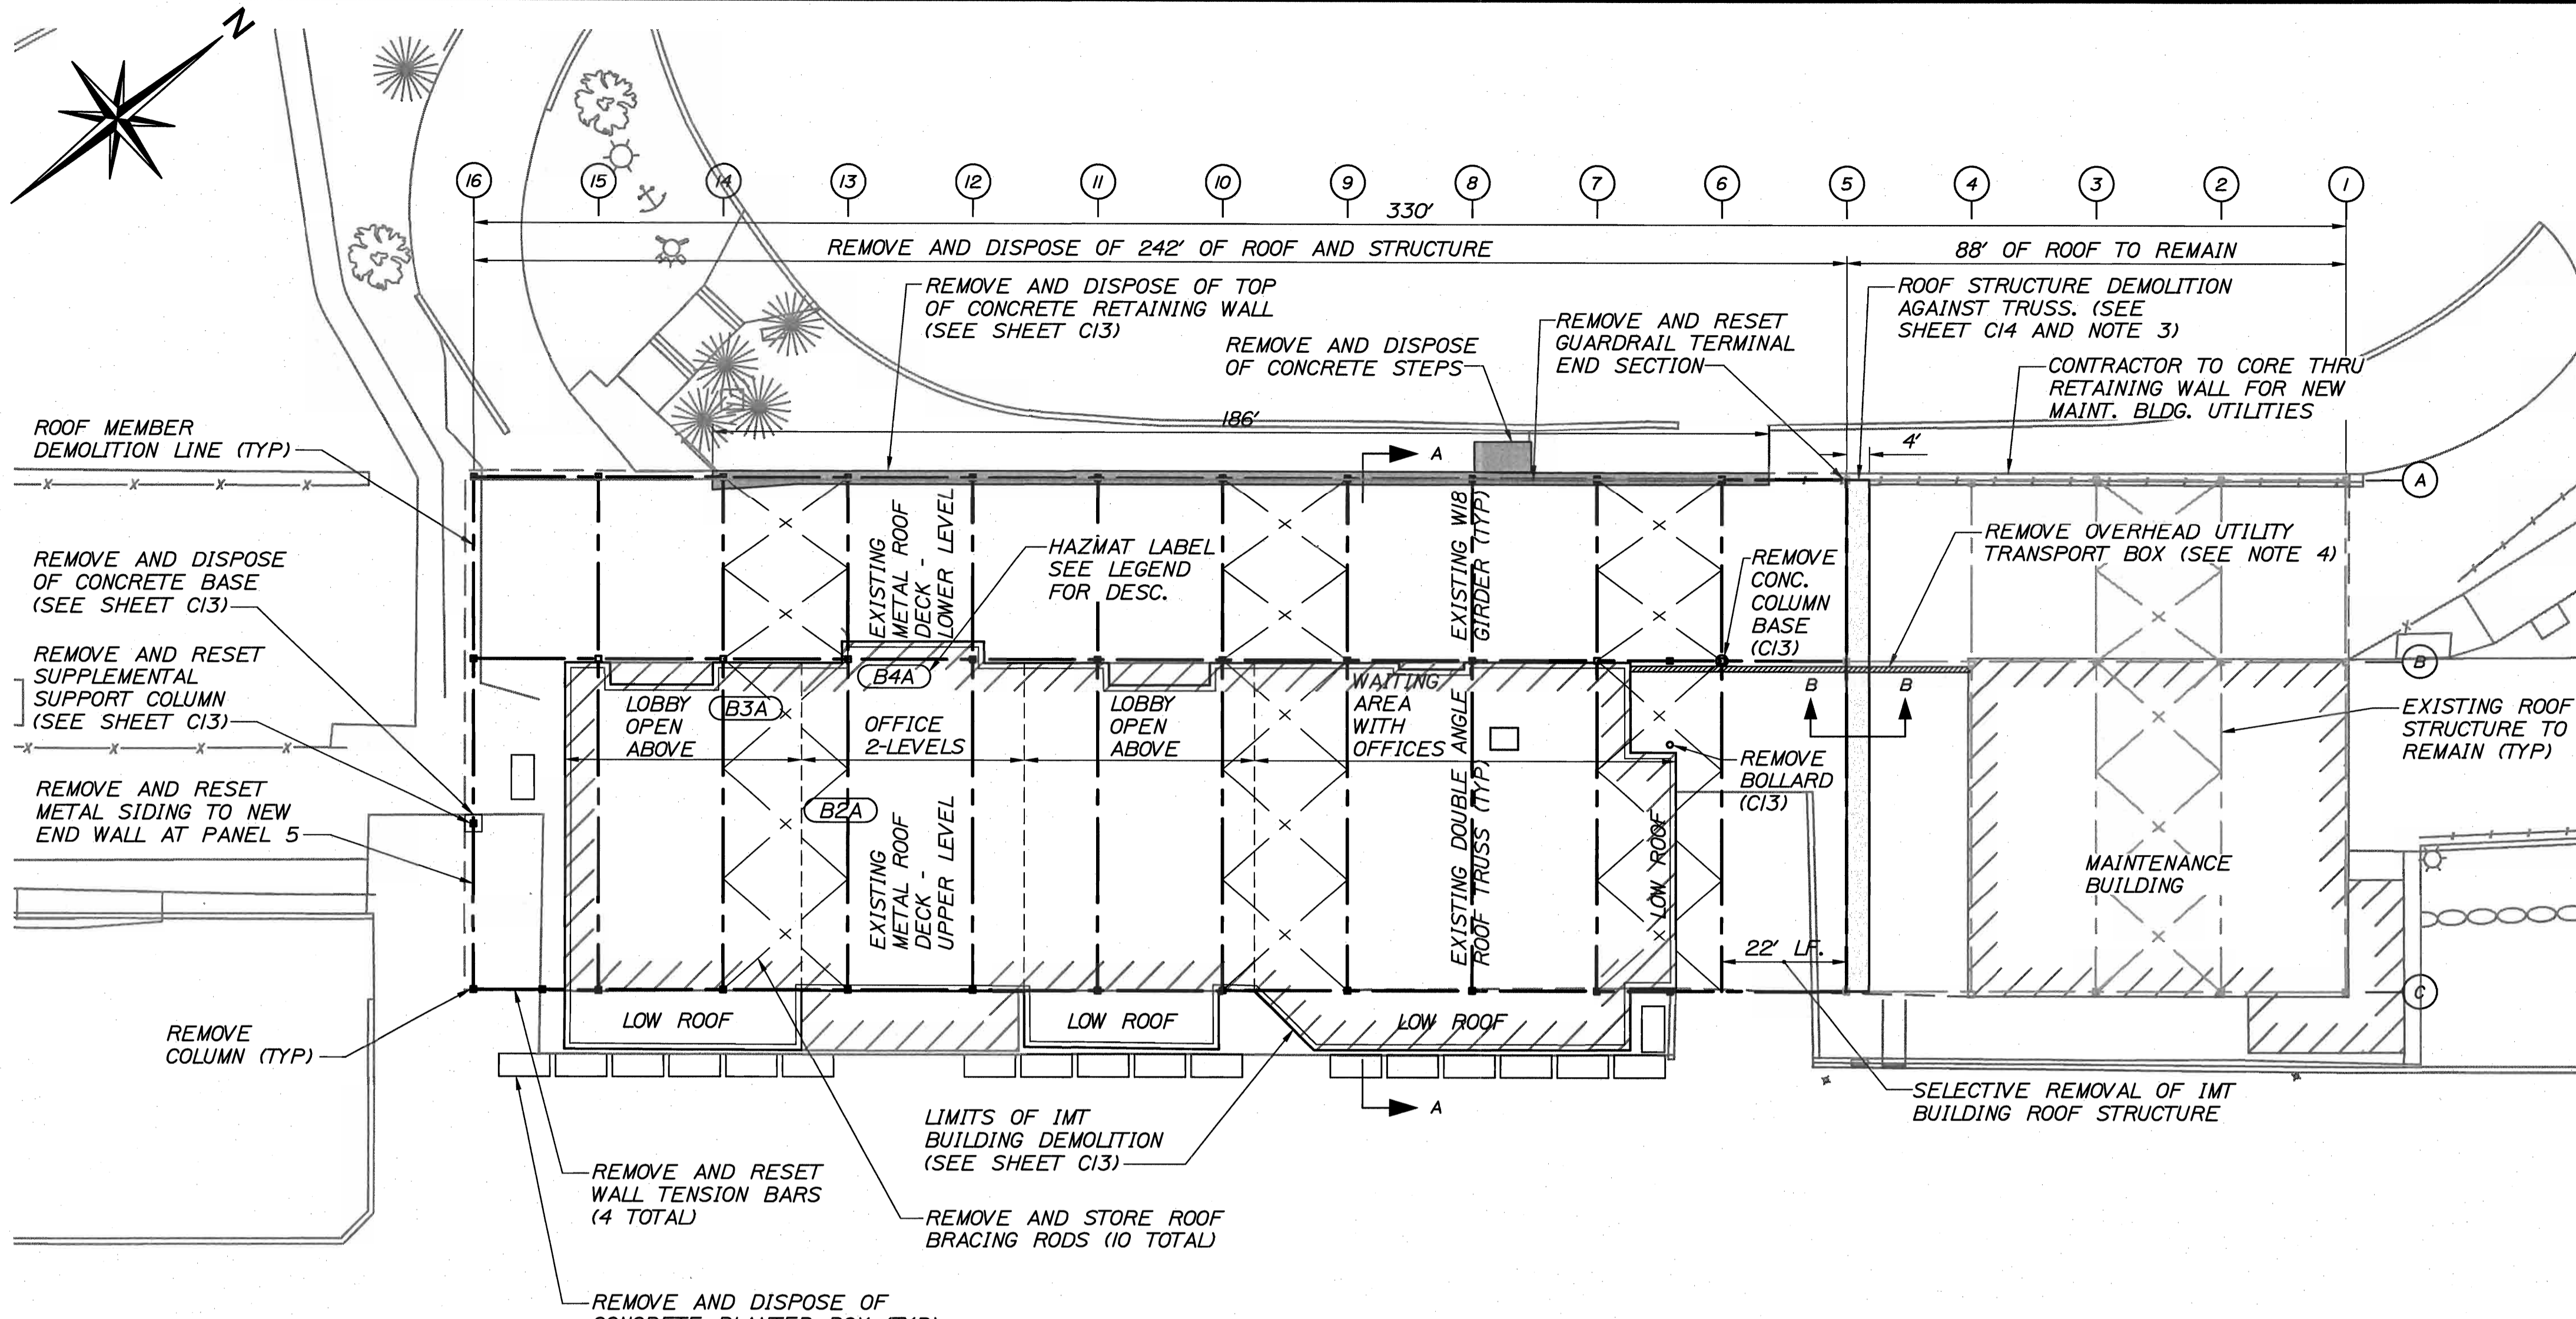 N
16 15 14 13 12 11 10 9 8 7 6 5 4 3 2 1
330'
REMOVE AND DISPOSE OF 242' OF ROOF AND STRUCTURE
88' OF ROOF TO REMAIN
REMOVE AND DISPOSE OF TOP
OF CONCRETE RETAINING WALL
(SEE SHEET C13)
REMOVE AND DISPOSE
OF CONCRETE STEPS
REMOVE AND RESET
GUARDRAIL TERMINAL
END SECTION
ROOF STRUCTURE DEMOLITION
AGAINST TRUSS. (SEE
SHEET C14 AND NOTE 3)
CONTRACTOR TO CORE THRU
RETAINING WALL FOR NEW
MAINT. BLDG. UTILITIES
186'
4'
A
A
ROOF MEMBER
DEMOLITION LINE (TYP)
REMOVE AND DISPOSE
OF CONCRETE BASE
(SEE SHEET C13)
REMOVE AND RESET
SUPPLEMENTAL
SUPPORT COLUMN
(SEE SHEET C13)
REMOVE AND RESET
METAL SIDING TO NEW
END WALL AT PANEL 5
REMOVE
COLUMN (TYP)
EXISTING
METAL ROOF
DECK -
LOWER LEVEL
HAZMAT LABEL
SEE LEGEND
FOR DESC.
EXISTING W18
GIRDER (TYP)
REMOVE
CONC.
COLUMN
BASE
(C13)
REMOVE OVERHEAD UTILITY
TRANSPORT BOX (SEE NOTE 4)
B
B4A
B3A
LOBBY
OPEN
ABOVE
OFFICE
2-LEVELS
LOBBY
OPEN
ABOVE
WAITING
AREA
WITH
OFFICES
B B
REMOVE
BOLLARD
(C13)
EXISTING ROOF
STRUCTURE TO
REMAIN (TYP)
B2A
EXISTING
METAL ROOF
DECK -
UPPER LEVEL
EXISTING DOUBLE ANGLE
ROOF TRUSS (TYP)
LOW ROOF
MAINTENANCE
BUILDING
22' LF.
C
LOW ROOF
LOW ROOF
LOW ROOF
A
SELECTIVE REMOVAL OF IMT
BUILDING ROOF STRUCTURE
LIMITS OF IMT
BUILDING DEMOLITION
(SEE SHEET C13)
REMOVE AND RESET
WALL TENSION BARS
(4 TOTAL)
REMOVE AND STORE ROOF
BRACING RODS (10 TOTAL)
REMOVE AND DISPOSE OF